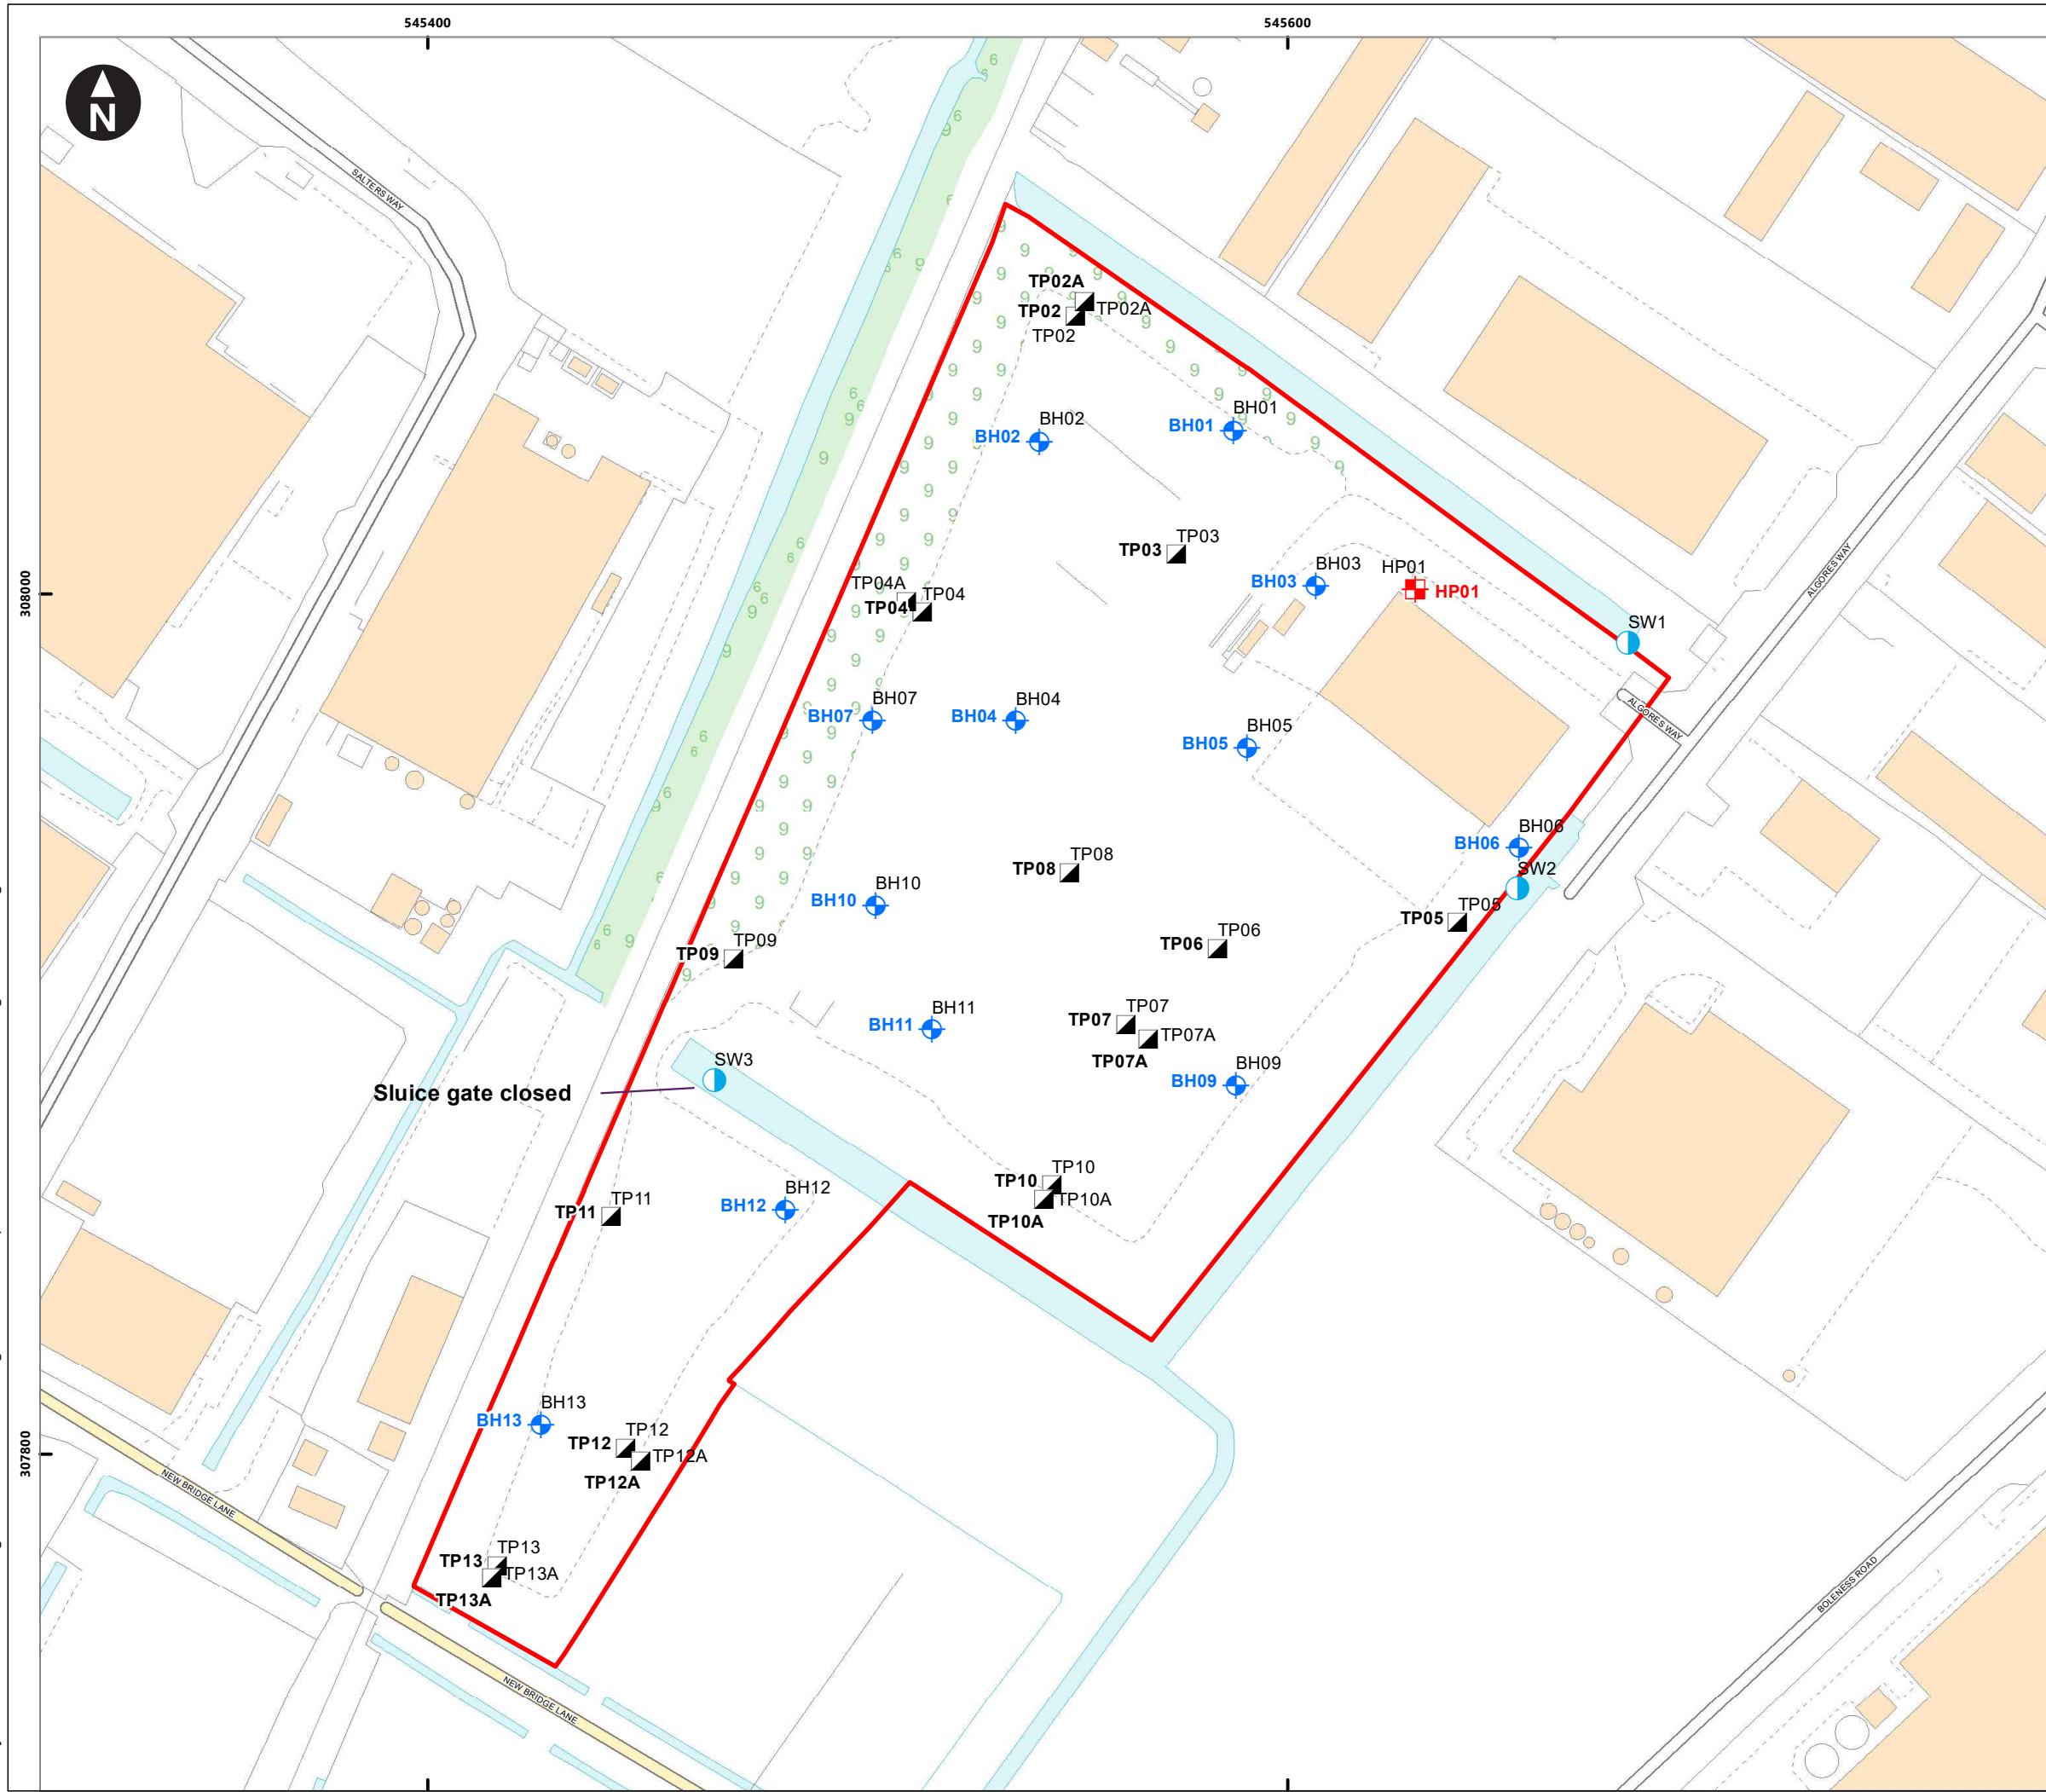 545400
545600
N
SALTERS WAY
TP02A
TP02A
TP02
TP02
BH02
BH02
BH01
BH01
TP03
TP03
308000
TP04A
TP04
TP04
BH03
BH03
HP01
HP01
ALGORES WAY
SW1
BH07
BH07
BH04
BH04
BH05
BH05
ALGORES WAY
BH06
BH06
SW2
TP08
TP08
BH10
BH10
TP05
TP05
TP09
TP09
TP06
TP06
BH11
BH11
TP07
TP07
TP07A
TP07A
SW3
Sluice gate closed
BH09
BH09
TP10
TP10
TP10A
TP10A
TP11
TP11
BH12
BH12
BH13
BH13
TP12
TP12
TP12A
TP12A
307800
NEW BRIDGE LANE
TP13
TP13
TP13A
TP13A
BOLENESS ROAD
NEW BRIDGE LANE